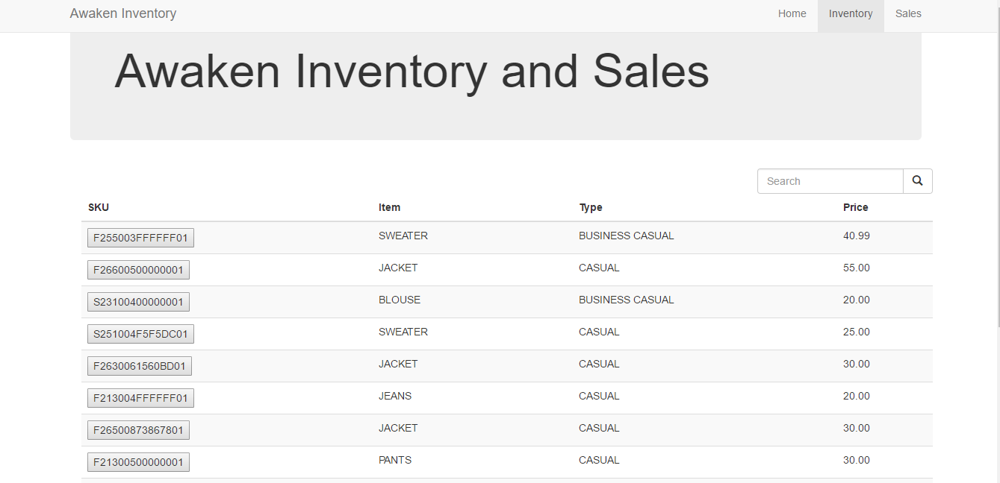 Awaken Inventory Home Inventory Sales
Awaken Inventory and Sales
Search
SKU Item Type Price
F255003FFFFFF01 SWEATER BUSINESS CASUAL 40.99
F26600500000001 JACKET CASUAL 55.00
S23100400000001 BLOUSE BUSINESS CASUAL 20.00
S251004F5F5DC01 SWEATER CASUAL 25.00
F2630061560BD01 JACKET CASUAL 30.00
F213004FFFFFF01 JEANS CASUAL 20.00
F26500873867801 JACKET CASUAL 30.00
F21300500000001 PANTS CASUAL 30.00